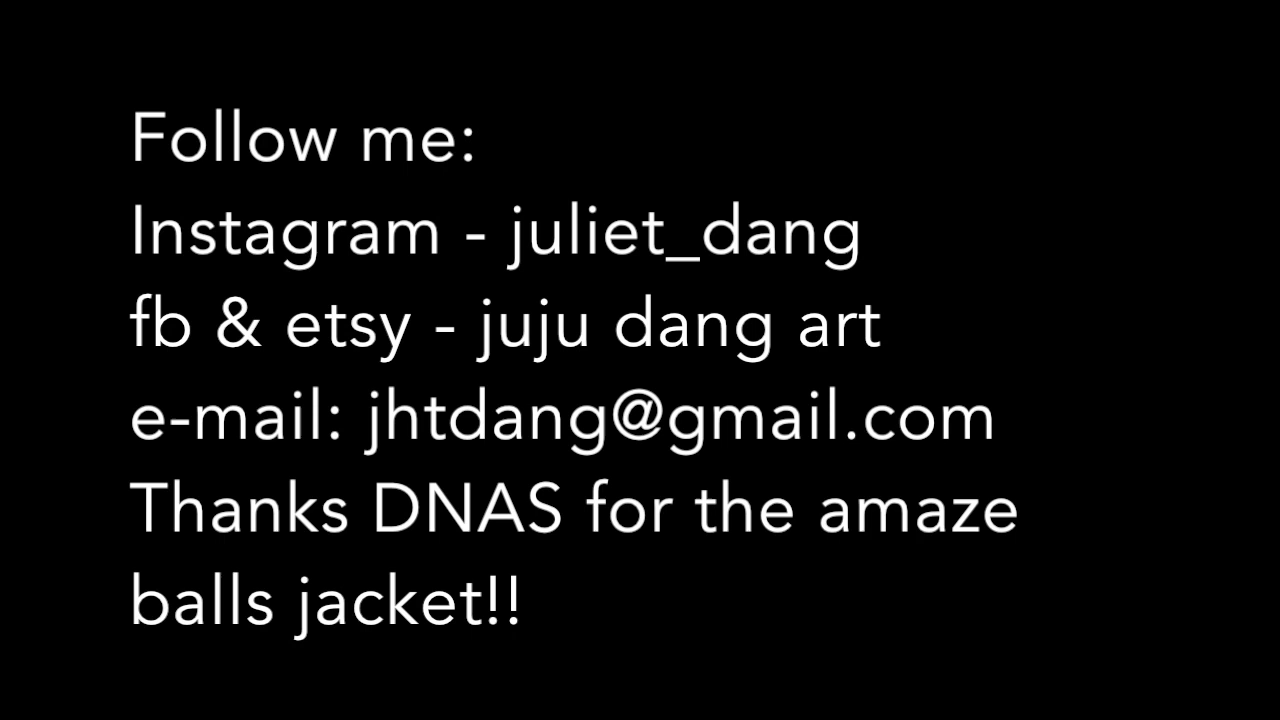 Follow me:
Instagram - juliet_dang
fb & etsy - juju dang art
e-mail: jhtdang@gmail.com
Thanks DNAS for the amaze
balls jacket!!